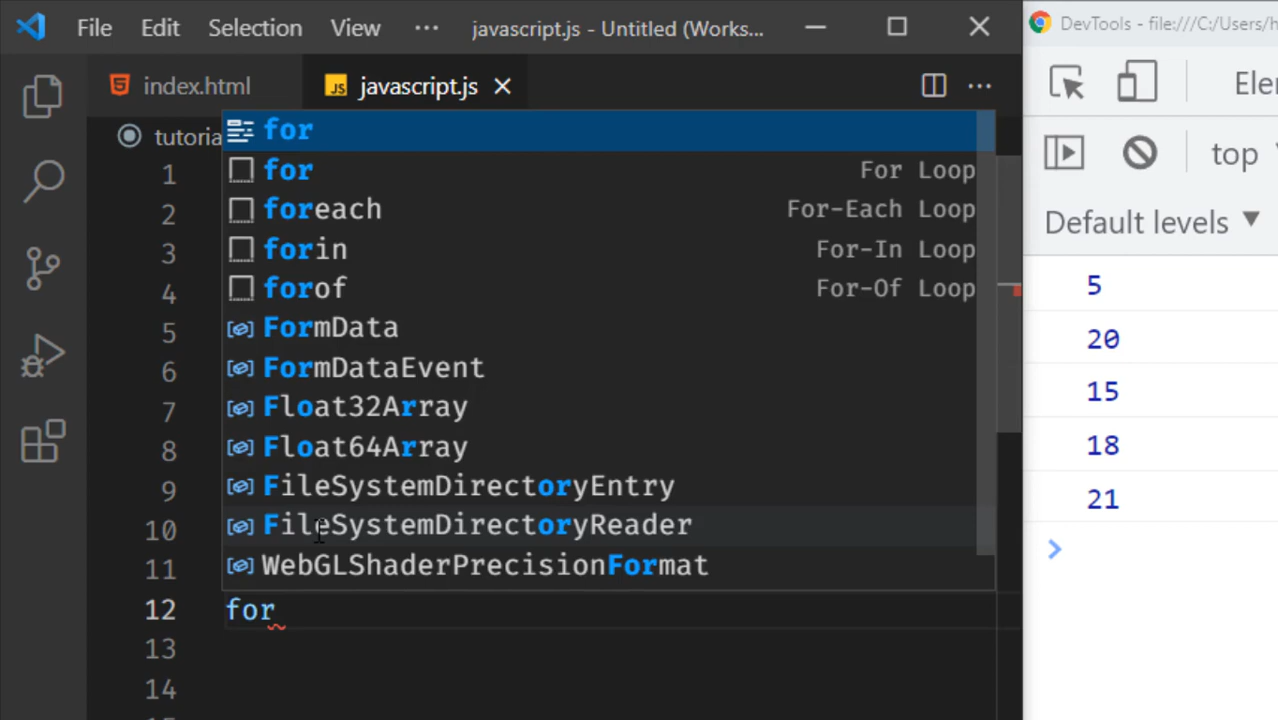 File Edit Selection View ··· javascript.js - Untitled (Works...
DevTools - file:///C:/Users/h
index.html javascript.js
Ele
tutoria
top
Default levels
for
for For Loop
foreach For-Each Loop
forin For-In Loop
forof For-Of Loop
FormData
FormDataEvent
Float32Array
Float64Array
FileSystemDirectoryEntry
FileSystemDirectoryReader
WebGLShaderPrecisionFormat
1
2
3
4
5
6
7
8
9
10
11
12 for
13
14
5
20
15
18
21